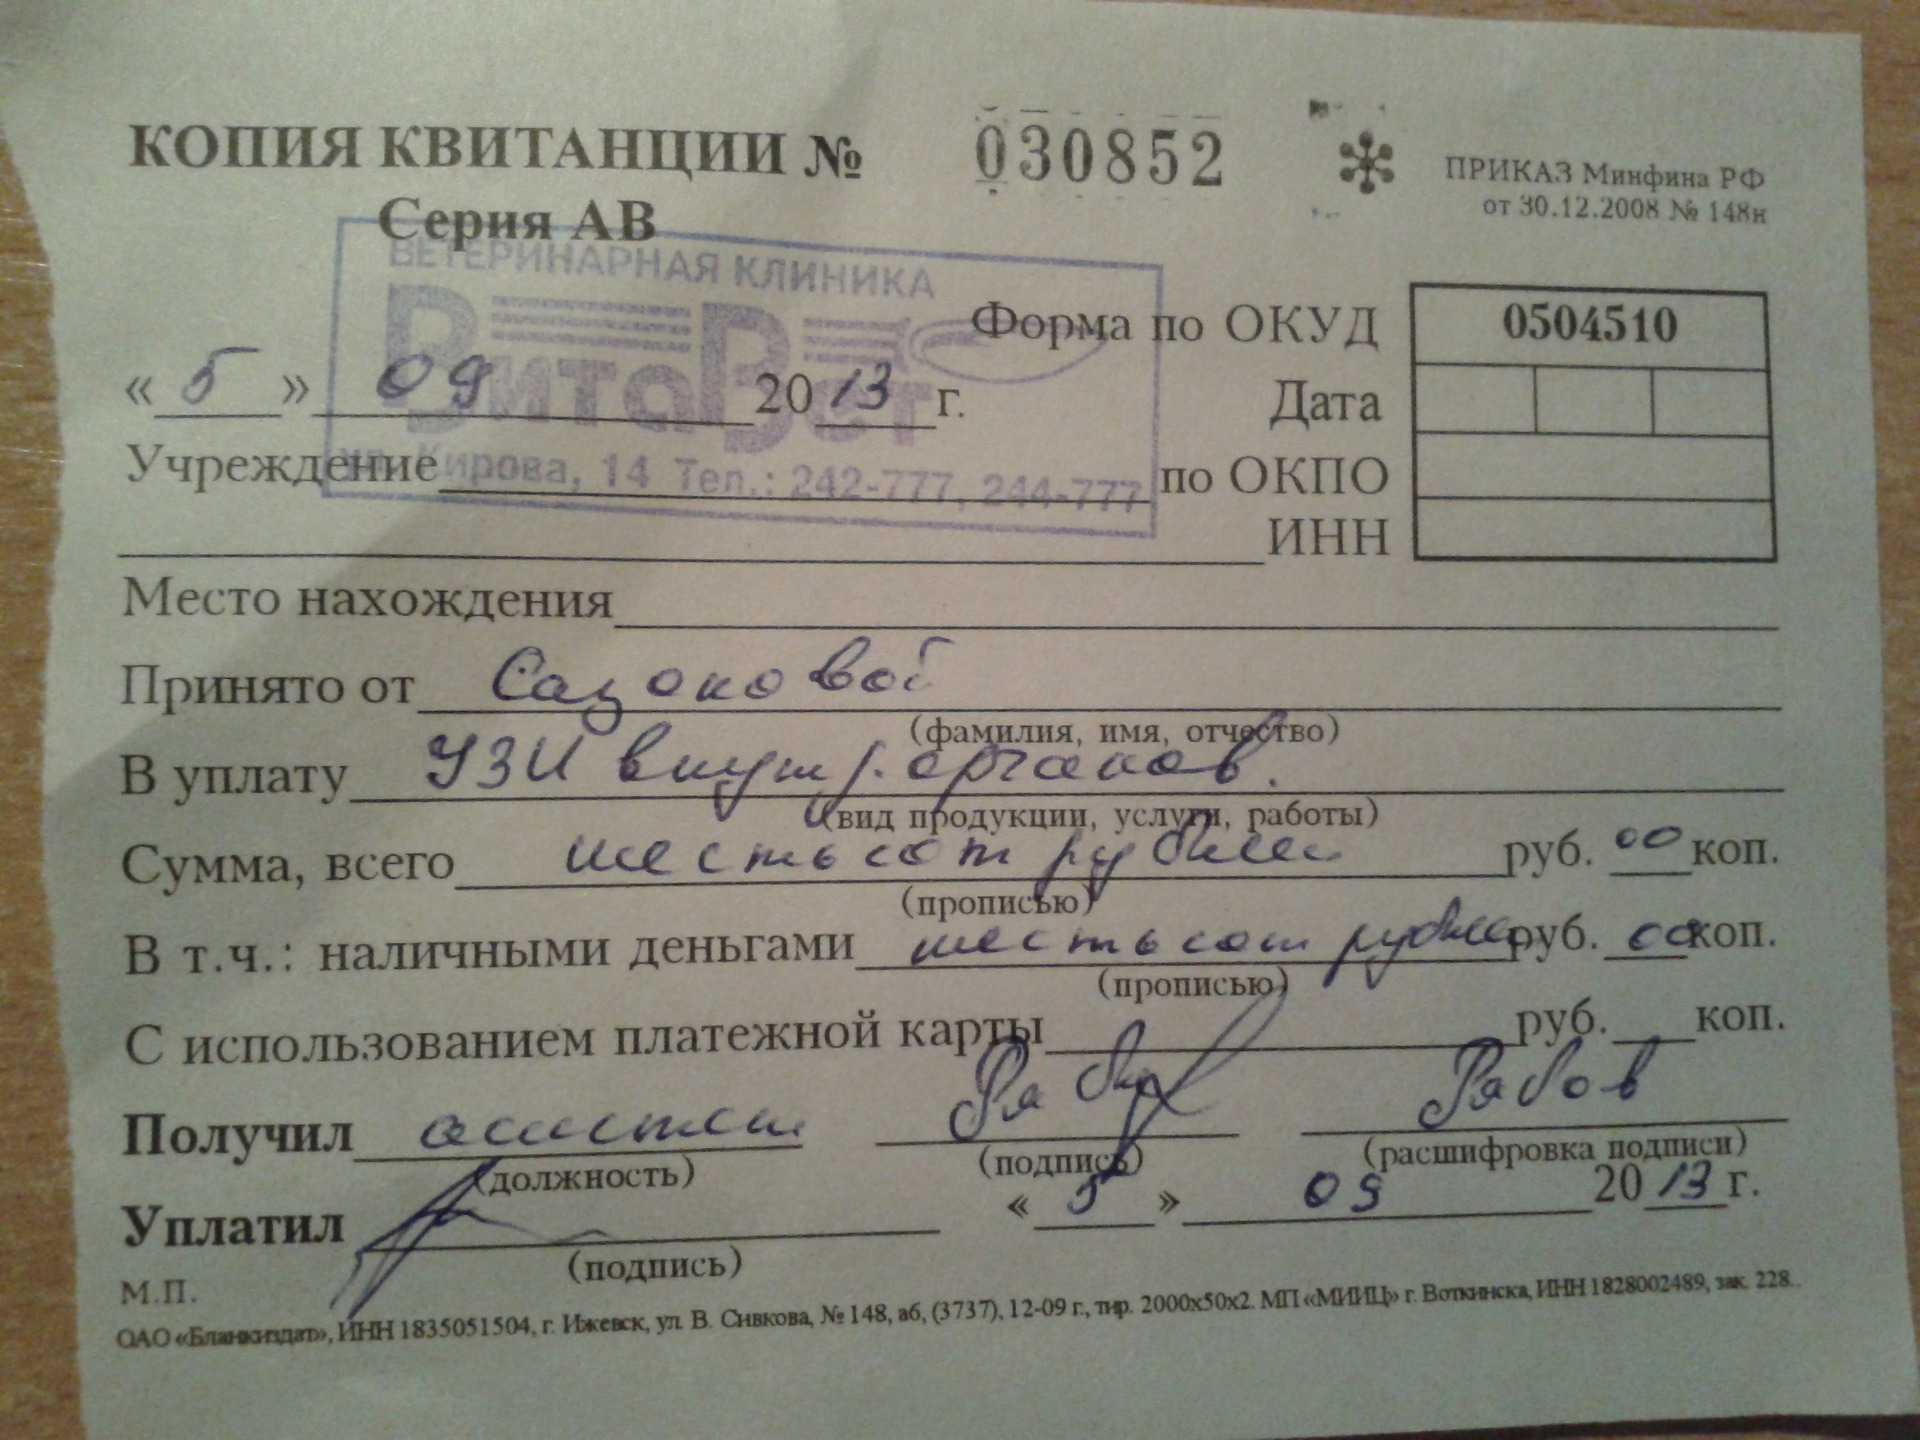 КОПИЯ КВИТАНЦИИ № 030852
ПРИКАЗ Минфина РФ
от 30.12.2008 № 148н
Серия АВ
ВЕТЕРИНАРНАЯ КЛИНИКА
ВитаВет
ул. Кирова, 14 Тел.: 242-777, 244-777
Форма по ОКУД 0504510
« 5 » 09 2013 г. Дата
Учреждение по ОКПО
ИНН
Место нахождения
Принято от Сазоновой
(фамилия, имя, отчество)
В уплату УЗИ внутр. органов.
(вид продукции, услуги, работы)
Сумма, всего шестьсот рублей руб. 00 коп.
(прописью)
В т.ч.: наличными деньгами шестьсот рублей руб. 00 коп.
(прописью)
С использованием платежной карты руб. коп.
Получил Рябов
(должность) (подпись) (расшифровка подписи)
Уплатил « 5 » 09 2013 г.
(подпись)
М.П.
ОАО «Бланкиздат», ИНН 1835051504, г. Ижевск, ул. В. Сивкова, № 148, аб, (3737), 12-09 г., тир. 2000х50х2. МП «МИИЦ» г. Воткинска, ИНН 1828002489, зак. 228.